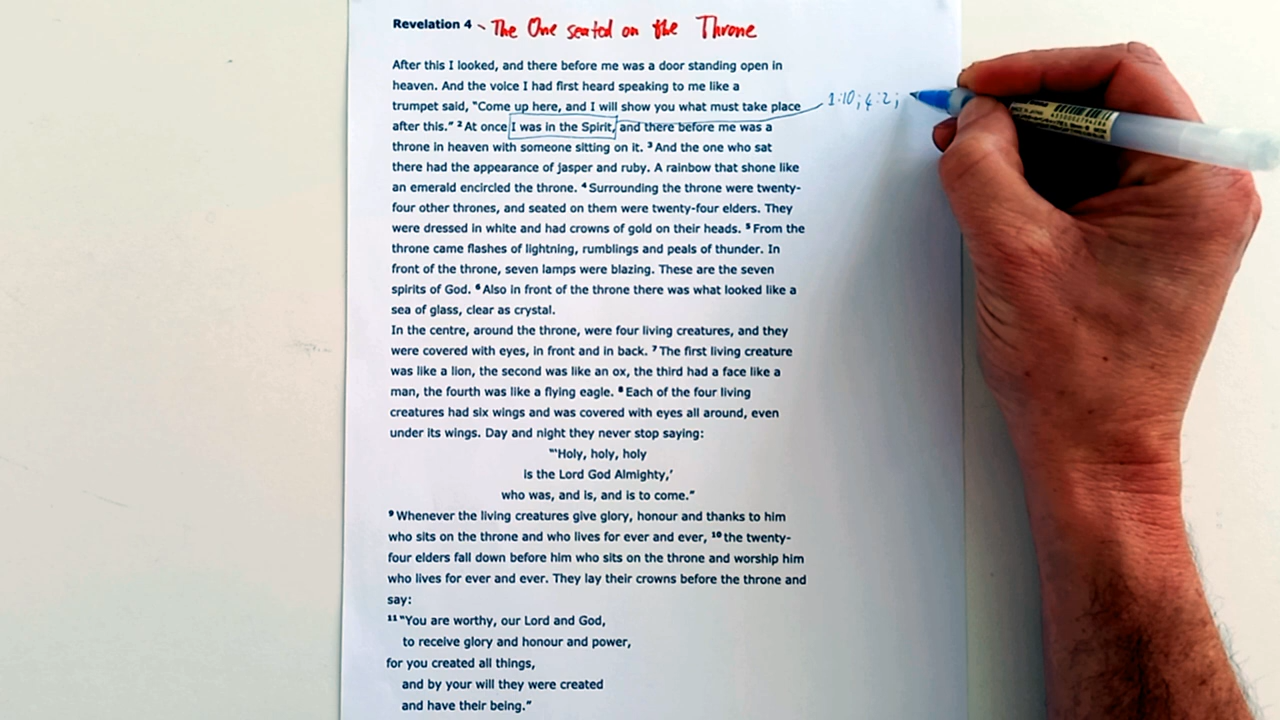 Revelation 4 - The One seated on the Throne
After this I looked, and there before me was a door standing open in
heaven. And the voice I had first heard speaking to me like a
trumpet said, “Come up here, and I will show you what must take place
1:10; 4:2;
after this.” ² At once I was in the Spirit, and there before me was a
throne in heaven with someone sitting on it. ³ And the one who sat
there had the appearance of jasper and ruby. A rainbow that shone like
an emerald encircled the throne. ⁴ Surrounding the throne were twenty-
four other thrones, and seated on them were twenty-four elders. They
were dressed in white and had crowns of gold on their heads. ⁵ From the
throne came flashes of lightning, rumblings and peals of thunder. In
front of the throne, seven lamps were blazing. These are the seven
spirits of God. ⁶ Also in front of the throne there was what looked like a
sea of glass, clear as crystal.
In the centre, around the throne, were four living creatures, and they
were covered with eyes, in front and in back. ⁷ The first living creature
was like a lion, the second was like an ox, the third had a face like a
man, the fourth was like a flying eagle. ⁸ Each of the four living
creatures had six wings and was covered with eyes all around, even
under its wings. Day and night they never stop saying:
“‘Holy, holy, holy
is the Lord God Almighty,’
who was, and is, and is to come.”
⁹ Whenever the living creatures give glory, honour and thanks to him
who sits on the throne and who lives for ever and ever, ¹⁰ the twenty-
four elders fall down before him who sits on the throne and worship him
who lives for ever and ever. They lay their crowns before the throne and
say:
¹¹ “You are worthy, our Lord and God,
to receive glory and honour and power,
for you created all things,
and by your will they were created
and have their being.”